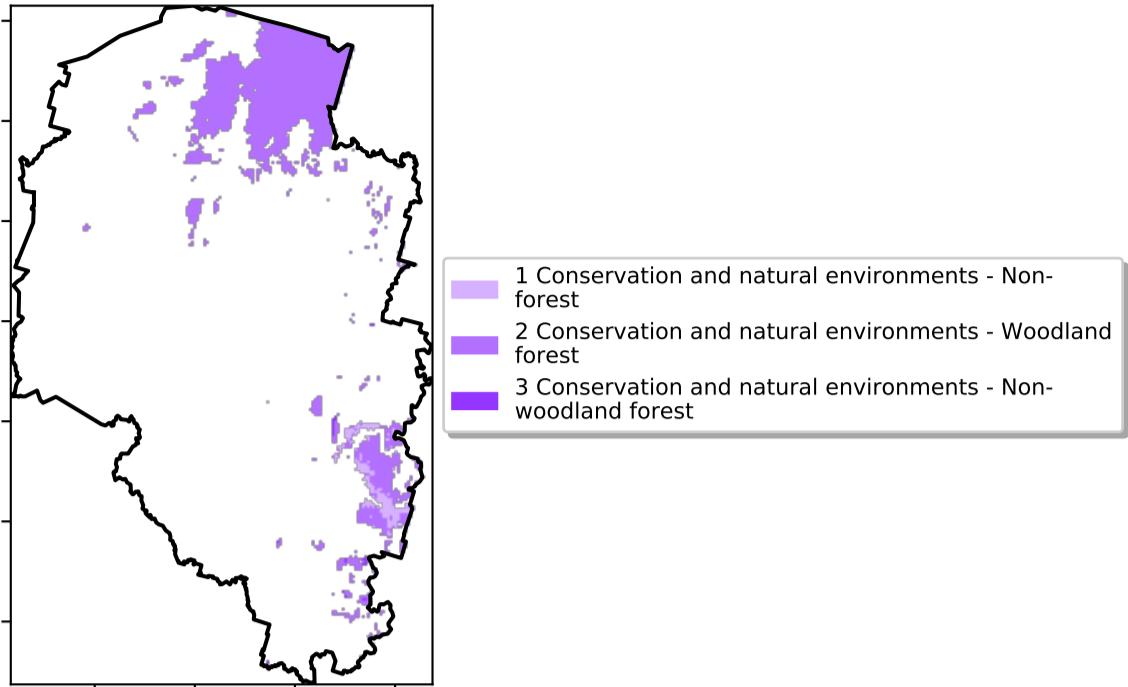 1 Conservation and natural environments - Non-
forest
2 Conservation and natural environments - Woodland
forest
3 Conservation and natural environments - Non-
woodland forest